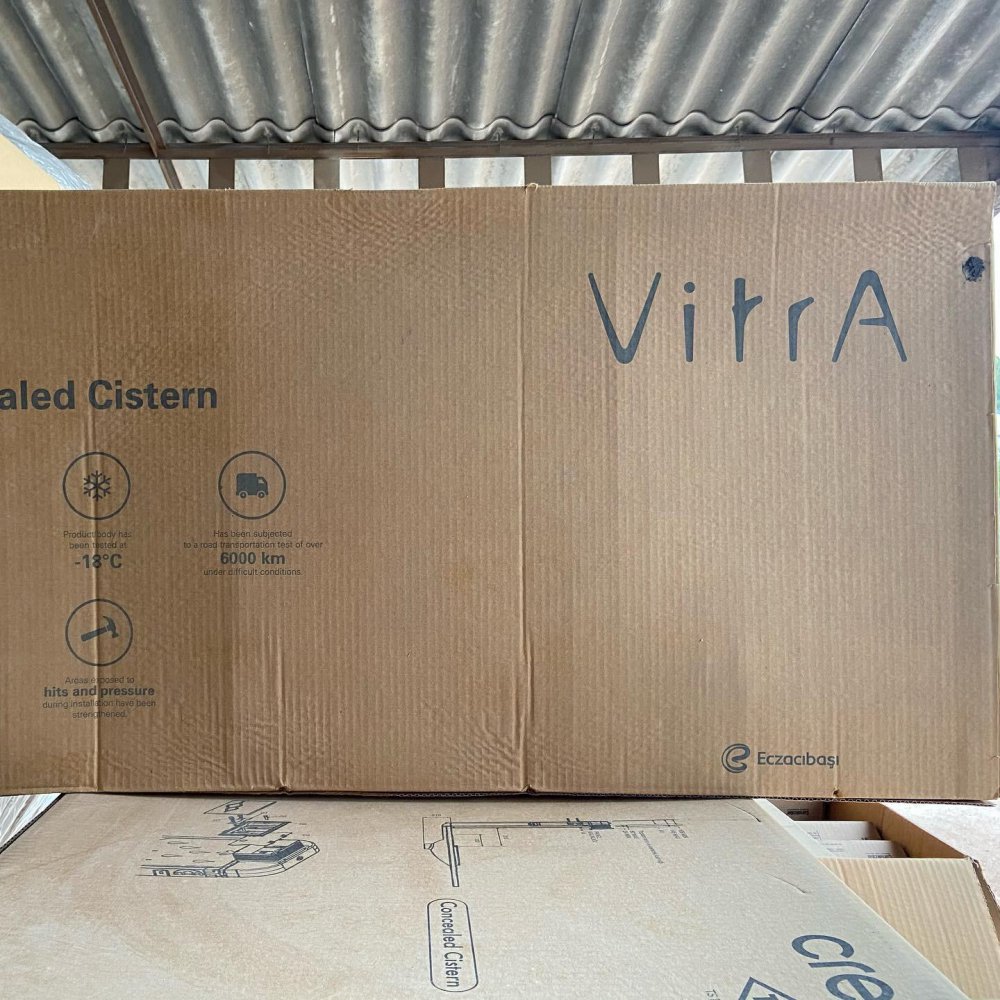 VitrA
aled Cistern
Product body has
been tested at
-18°C
Has been subjected
to a road transportation test of over
6000 km
under difficult conditions
Areas exposed to
hits and pressure
during installation have been
strengthened.
Eczacıbaşı
Concealed Cistern
cre